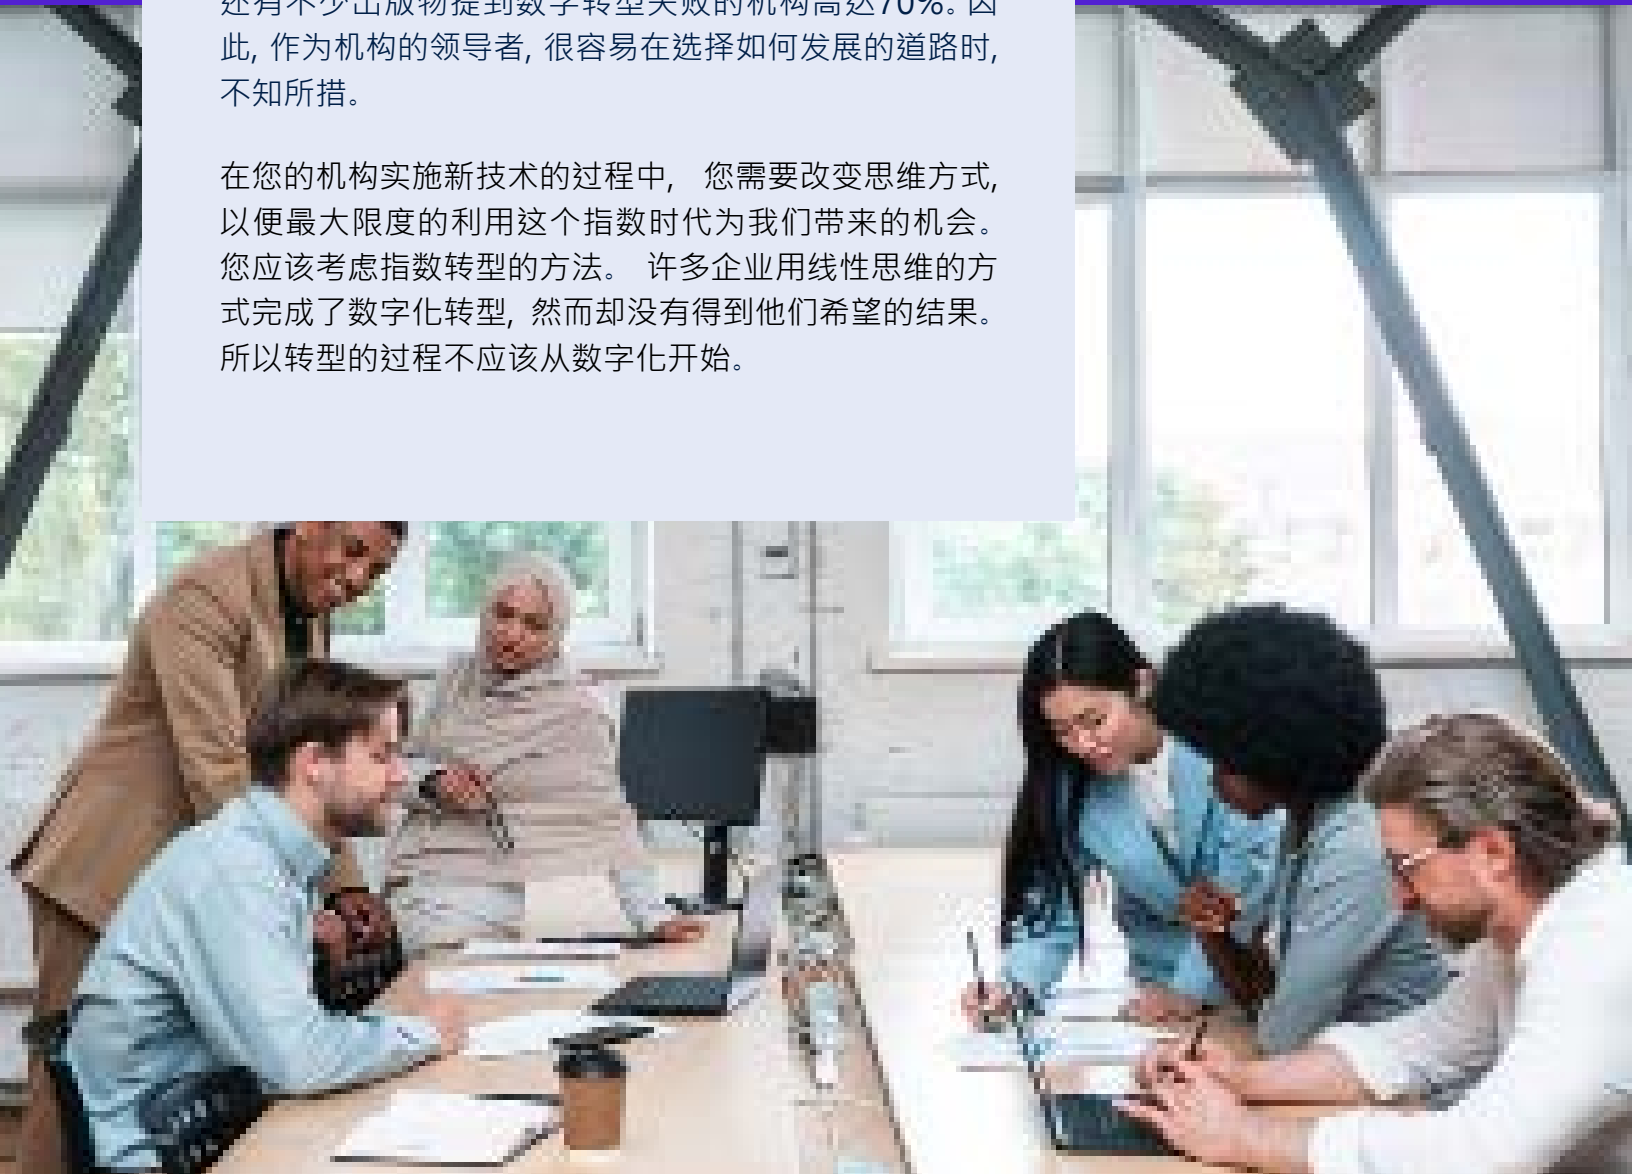 还有不少出版物提到数字转型失败的机构高达70%。因
此, 作为机构的领导者, 很容易在选择如何发展的道路时,
不知所措。
在您的机构实施新技术的过程中, 您需要改变思维方式,
以便最大限度的利用这个指数时代为我们带来的机会。
您应该考虑指数转型的方法。 许多企业用线性思维的方
式完成了数字化转型, 然而却没有得到他们希望的结果。
所以转型的过程不应该从数字化开始。